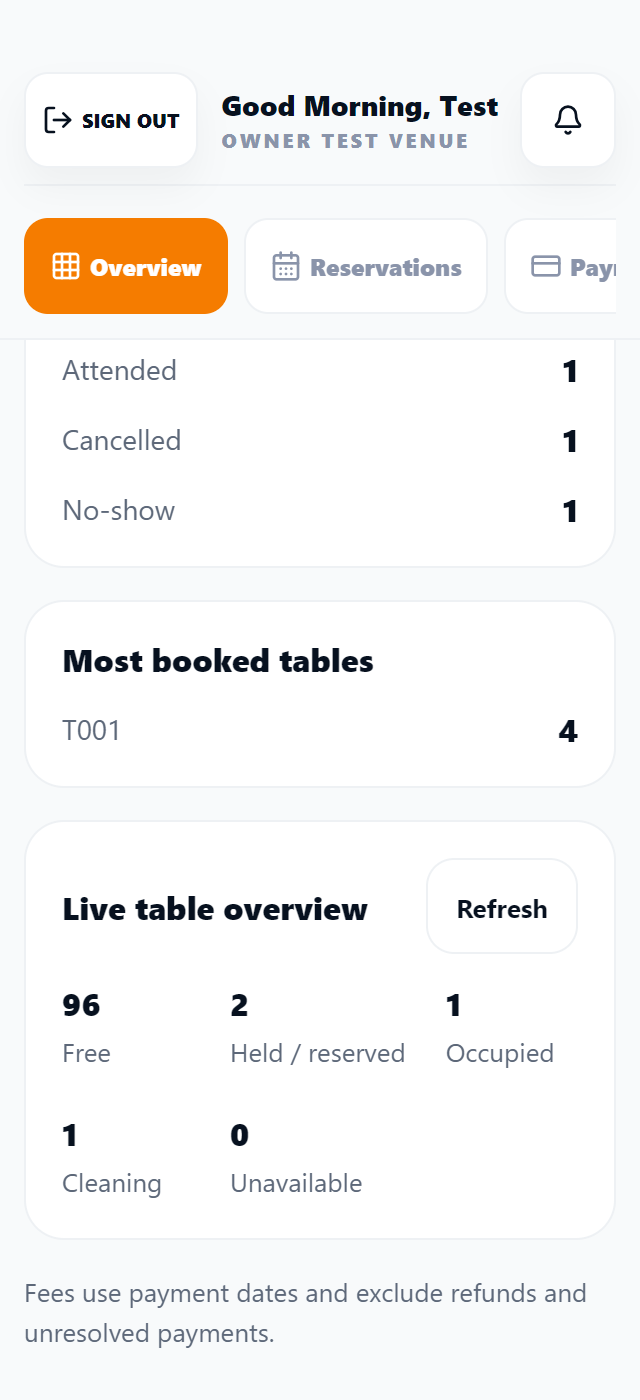 SIGN OUT
Good Morning, Test
OWNER TEST VENUE
Overview
Reservations
Attended 1
Cancelled 1
No-show 1
Most booked tables
T001 4
Live table overview
Refresh
96 2 1
Free Held / reserved Occupied
1 0
Cleaning Unavailable
Fees use payment dates and exclude refunds and
unresolved payments.